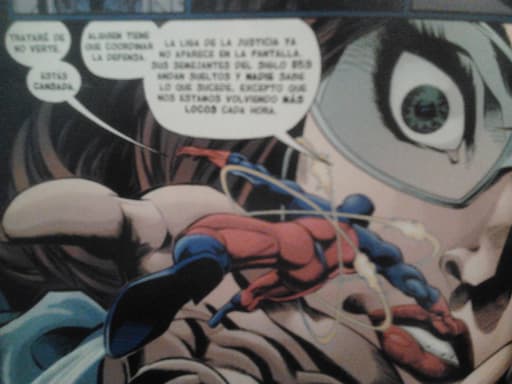 TRATARÉ DE
NO VERTE.
ESTÁS
CANSADA.
ALGUIEN TIENE
QUE COORDINAR
LA DEFENSA.
LA LIGA DE LA JUSTICIA YA
NO APARECE EN LA PANTALLA.
SUS SEMEJANTES DEL SIGLO 853
ANDAN SUELTOS Y NADIE SABE
LO QUE SUCEDE, EXCEPTO QUE
NOS ESTAMOS VOLVIENDO MÁS
LOCOS CADA HORA.